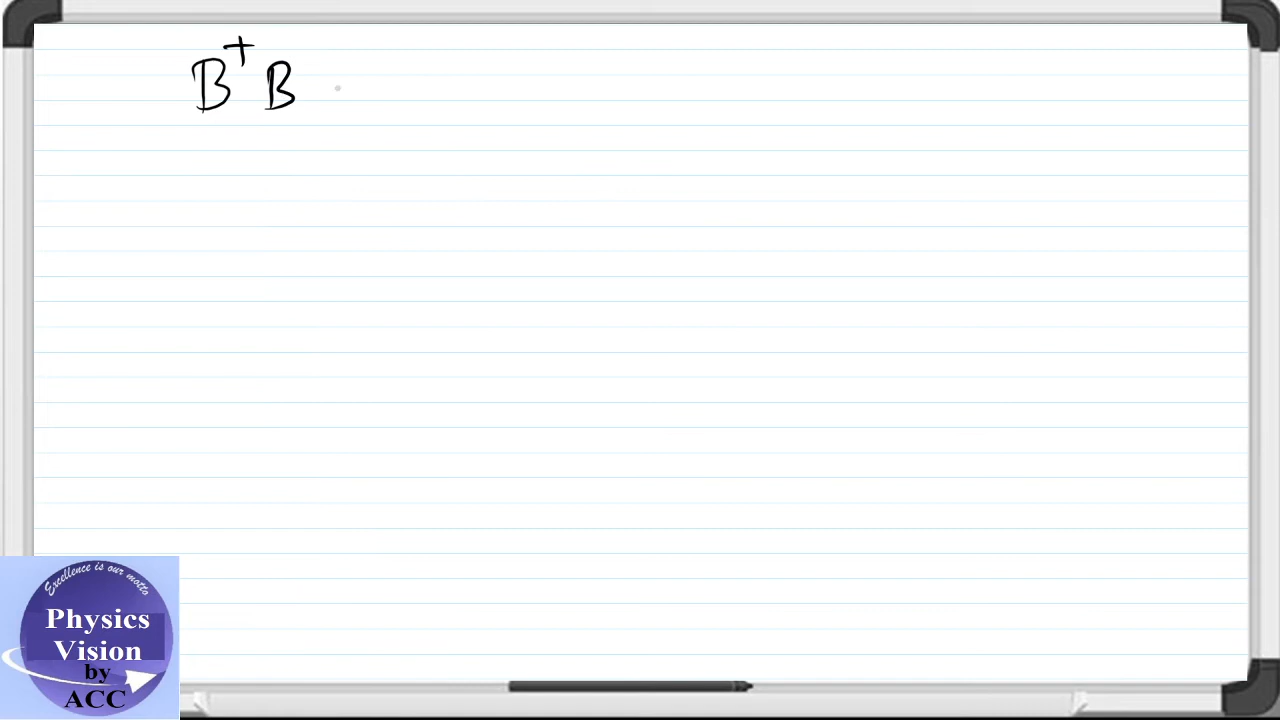 B⁺ B
Excellence is our motto
Physics
Vision
by
ACC